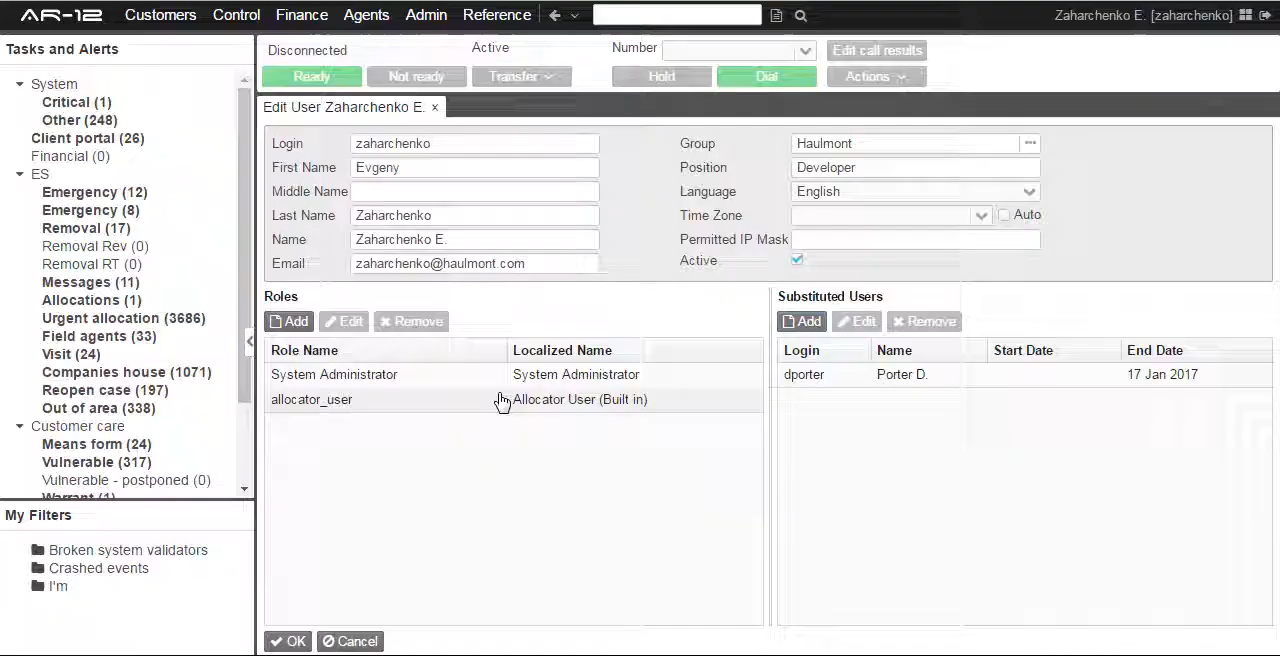 AR-12 Customers Control Finance Agents Admin Reference Zaharchenko E. [zaharchenko]
Tasks and Alerts
System
Critical (1)
Other (248)
Client portal (26)
Financial (0)
ES
Emergency (12)
Emergency (8)
Removal (17)
Removal Rev (0)
Removal RT (0)
Messages (11)
Allocations (1)
Urgent allocation (3686)
Field agents (33)
Visit (24)
Companies house (1071)
Reopen case (197)
Out of area (338)
Customer care
Means form (24)
Vulnerable (317)
Vulnerable - postponed (0)
Warrant (1)
My Filters
Broken system validators
Crashed events
I'm
Disconnected Active Number Edit call results
Ready Not ready Transfer Hold Dial Actions
Edit User Zaharchenko E. ×
Login zaharchenko
First Name Evgeny
Middle Name
Last Name Zaharchenko
Name Zaharchenko E.
Email zaharchenko@haulmont.com
Group Haulmont
Position Developer
Language English
Time Zone Auto
Permitted IP Mask
Active
Roles
Add Edit Remove
Role Name Localized Name
System Administrator System Administrator
allocator_user Allocator User (Built in)
Substituted Users
Add Edit Remove
Login Name Start Date End Date
dporter Porter D. 17 Jan 2017
OK Cancel